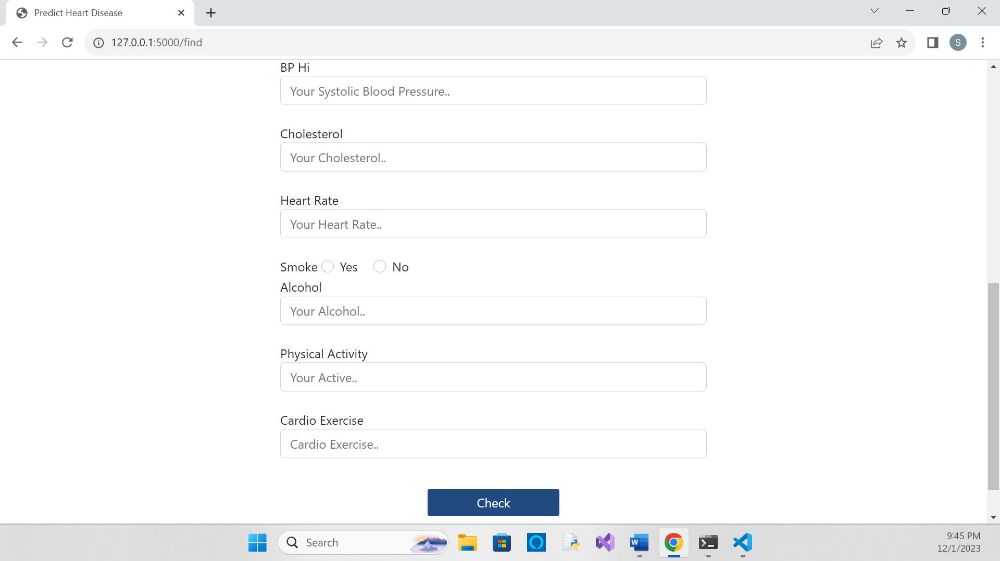 Predict Heart Disease
127.0.0.1:5000/find
S
BP Hi
Your Systolic Blood Pressure..
Cholesterol
Your Cholesterol..
Heart Rate
Your Heart Rate..
Smoke Yes No
Alcohol
Your Alcohol..
Physical Activity
Your Active..
Cardio Exercise
Cardio Exercise..
Check
Search
W
9:45 PM
12/1/2023